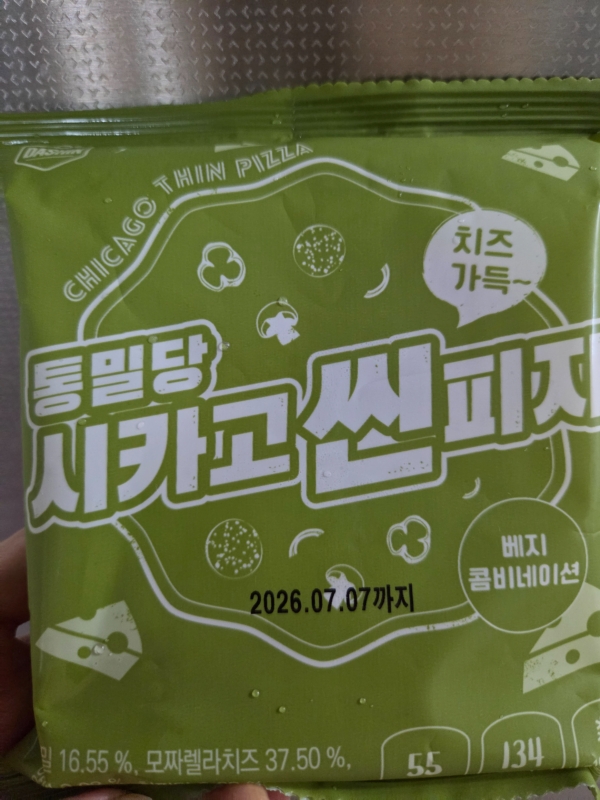 CHICAGO THIN PIZZA
치즈
가득~
통밀당
시카고 씬 피자
베지
콤비네이션
2026.07.07까지
밀 16.55 %, 모짜렐라치즈 37.50 %,
55
134